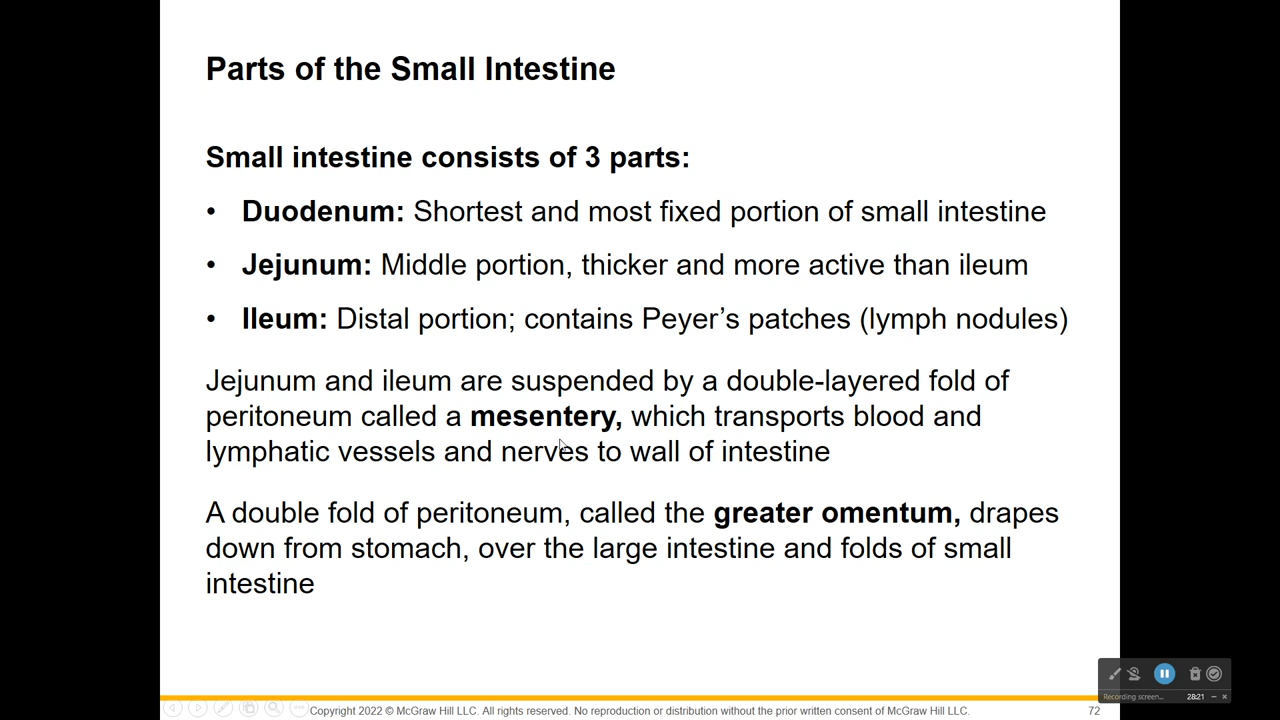 Parts of the Small Intestine
Small intestine consists of 3 parts:
• Duodenum: Shortest and most fixed portion of small intestine
• Jejunum: Middle portion, thicker and more active than ileum
• Ileum: Distal portion; contains Peyer’s patches (lymph nodules)
Jejunum and ileum are suspended by a double-layered fold of
peritoneum called a mesentery, which transports blood and
lymphatic vessels and nerves to wall of intestine
A double fold of peritoneum, called the greater omentum, drapes
down from stomach, over the large intestine and folds of small
intestine
Recording screen... 28:21
Copyright 2022 © McGraw Hill LLC. All rights reserved. No reproduction or distribution without the prior written consent of McGraw Hill LLC. 72